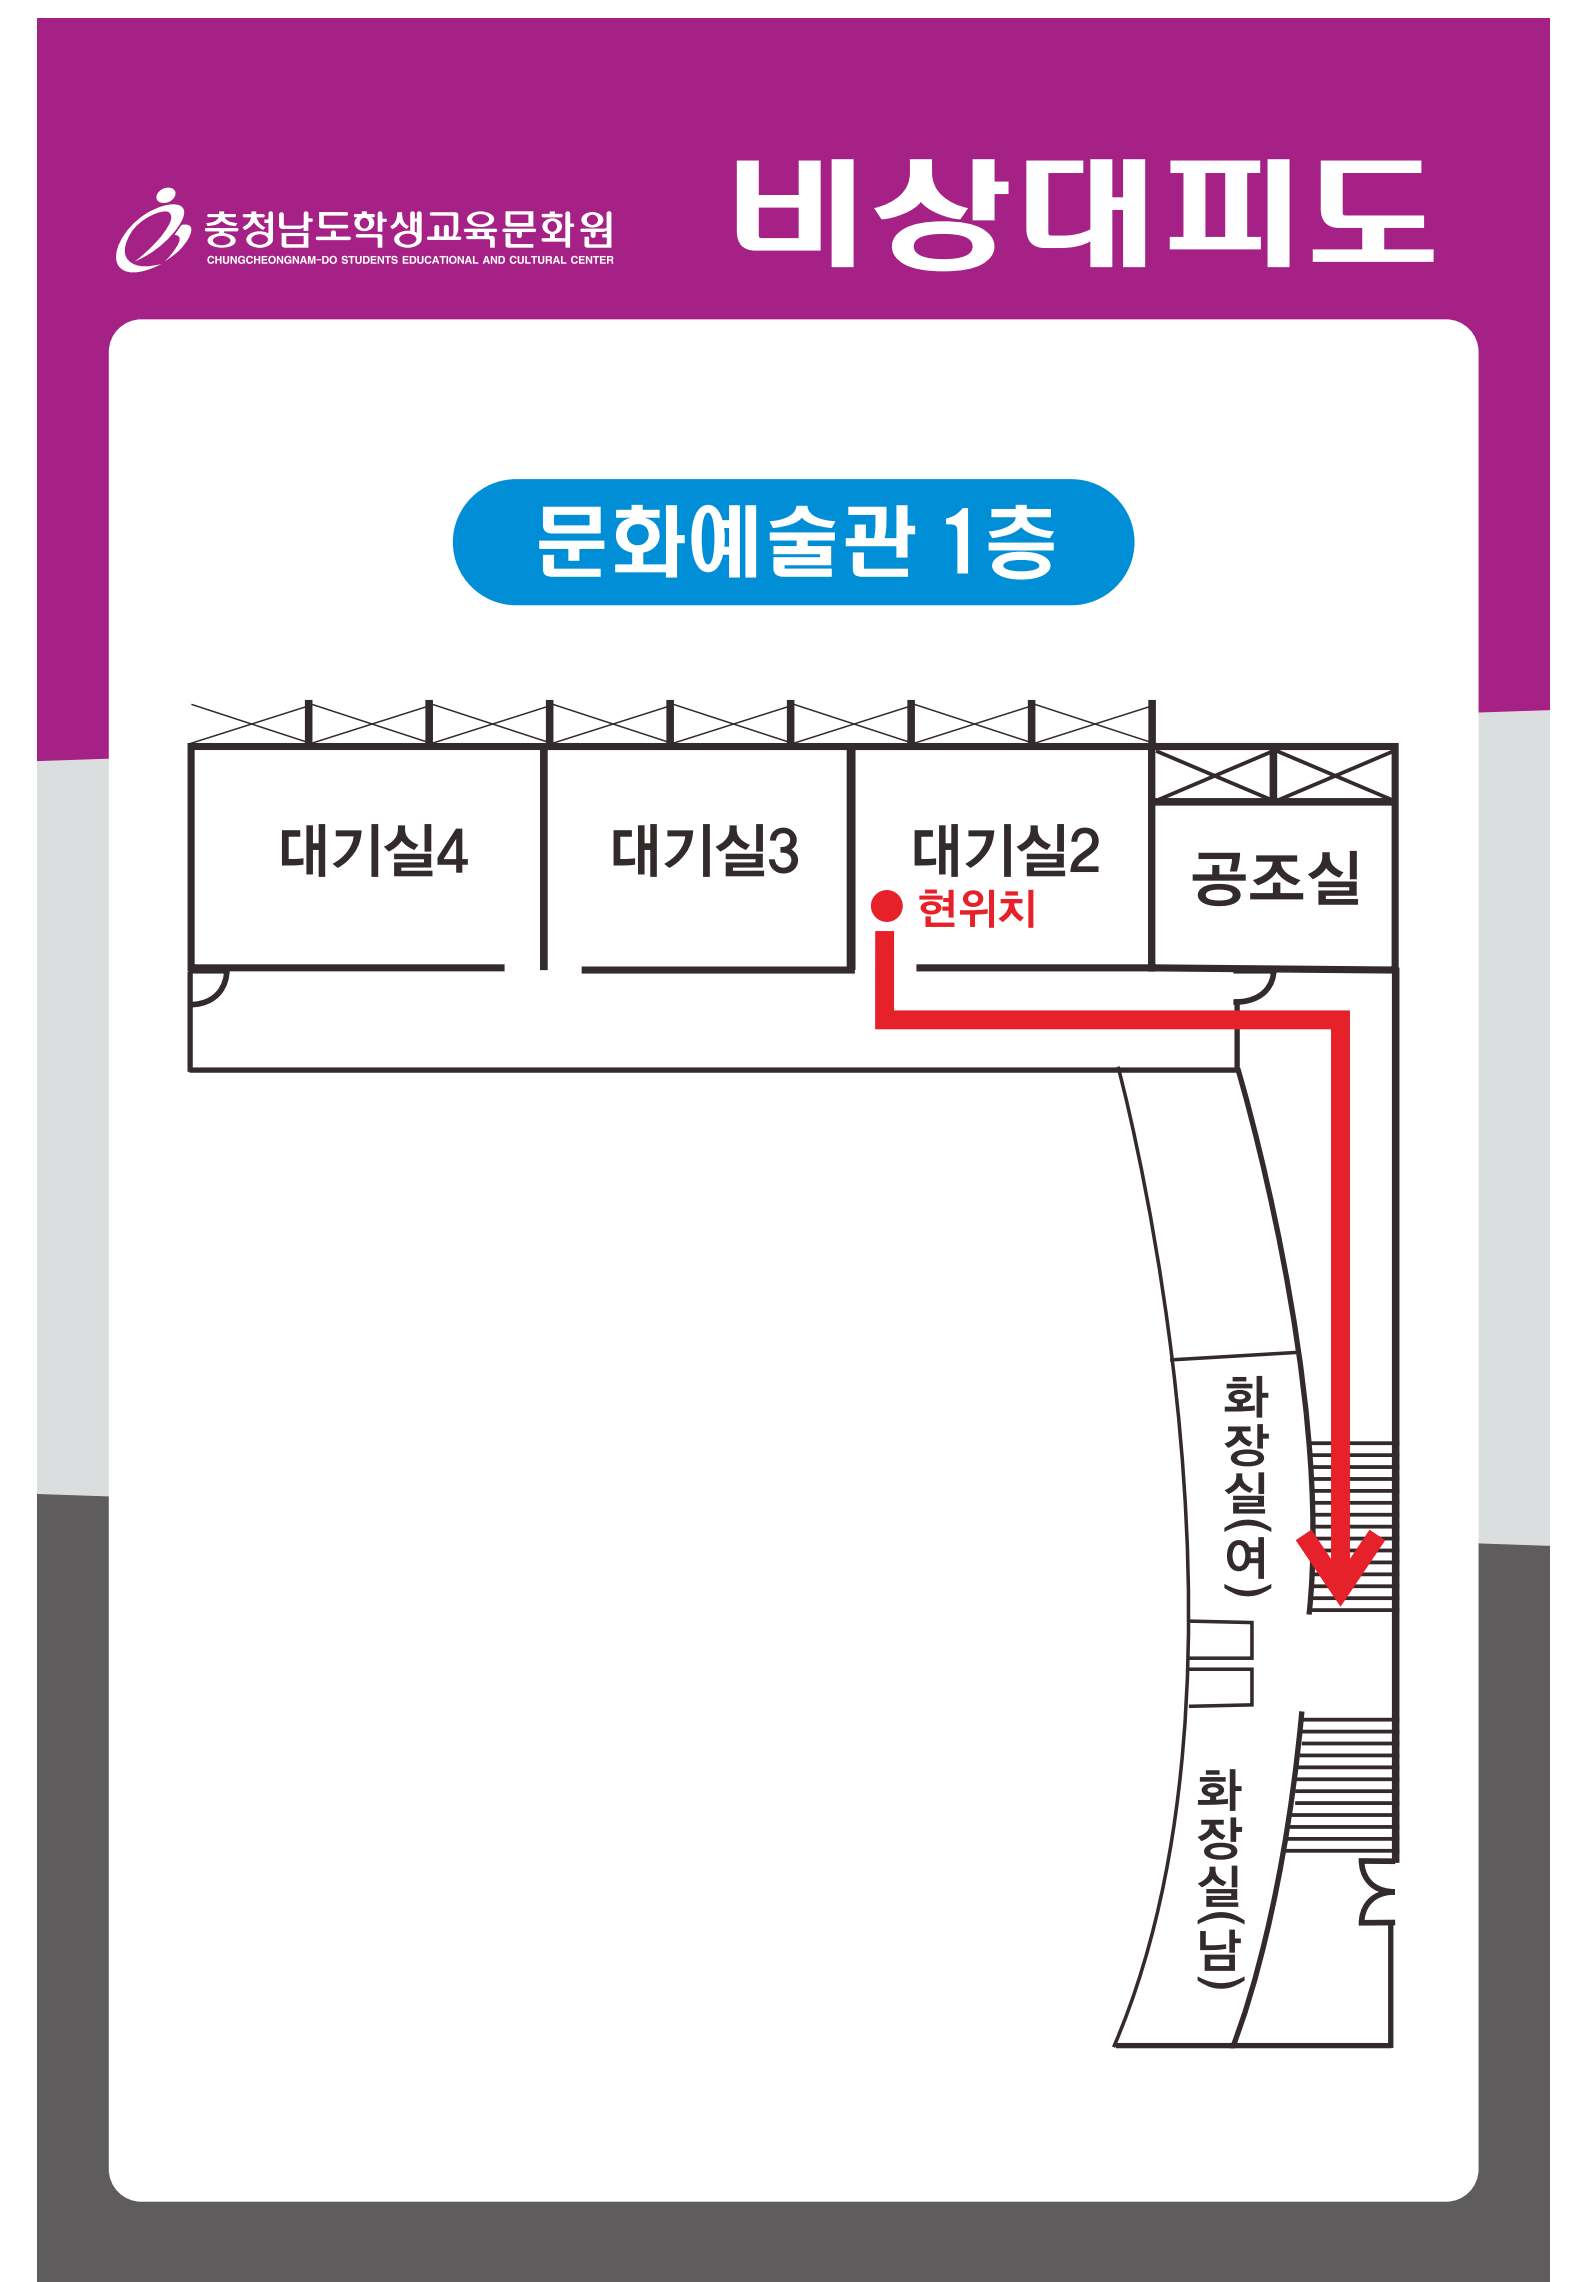 충청남도학생교육문화원
CHUNGCHEONGNAM-DO STUDENTS EDUCATIONAL AND CULTURAL CENTER
비상대피도
문화예술관 1층
대기실4
대기실3
대기실2
현위치
공조실
화장실(여)
화장실(남)